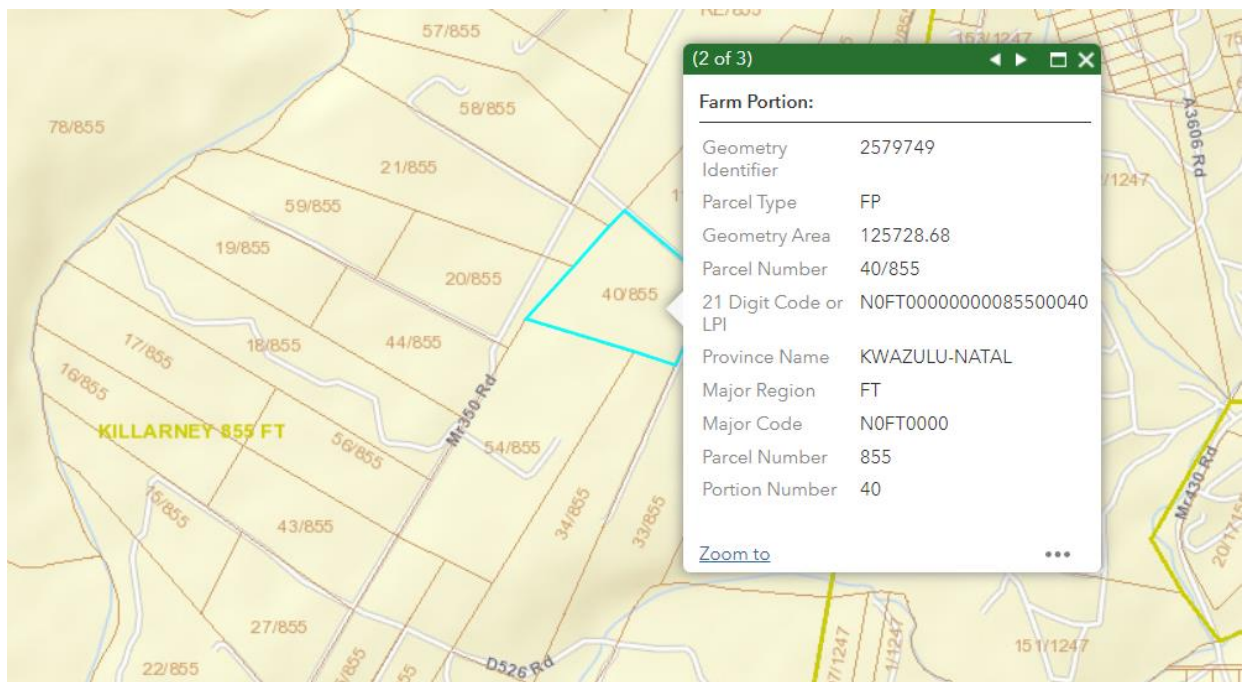 57/855
58/855
78/855
21/855
59/855
19/855
20/855
40/855
17/855
18/855
44/855
16/855
KILLARNEY 855 FT
56/855
Mr350 Rd
54/855
15/855
43/855
34/855
33/855
27/855
22/855
D526 Rd
(2 of 3)
Farm Portion:
Geometry Identifier 2579749
Parcel Type FP
Geometry Area 125728.68
Parcel Number 40/855
21 Digit Code or LPI N0FT00000000085500040
Province Name KWAZULU-NATAL
Major Region FT
Major Code N0FT0000
Parcel Number 855
Portion Number 40
Zoom to
153/1247
A3606 Rd
Mr430 Rd
151/1247